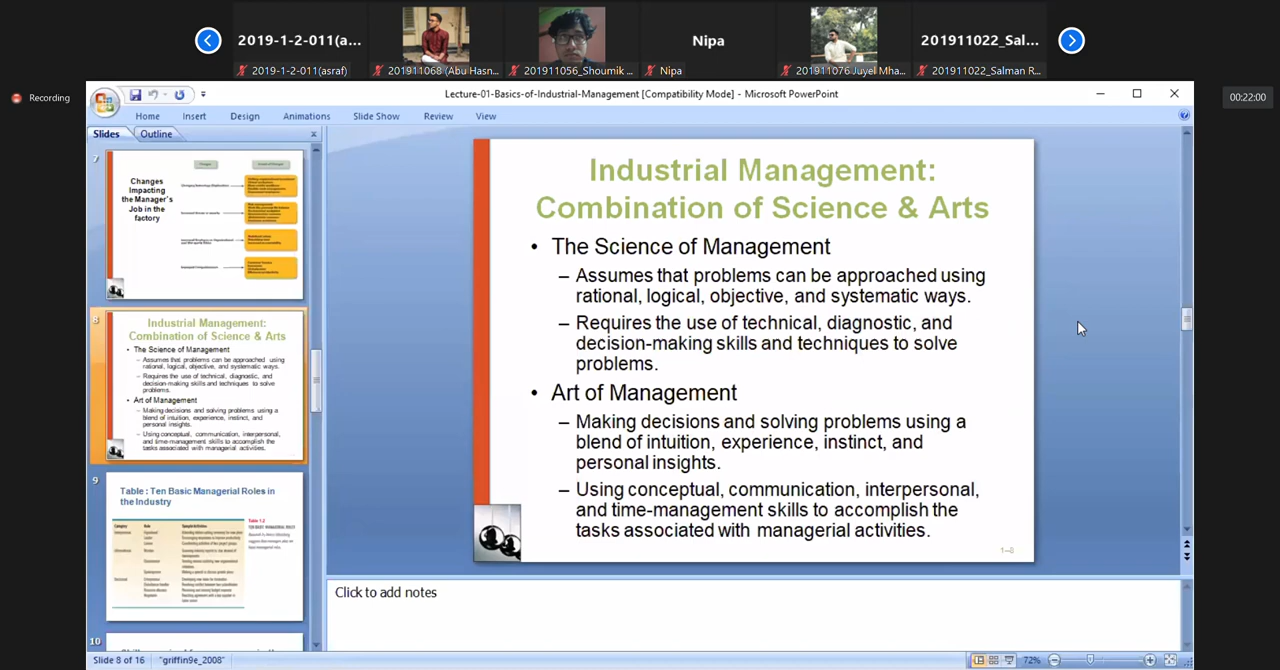 2019-1-2-011(a...
Nipa
201911022_Sal...
2019-1-2-011(asraf)
201911068 (Abu Hasn...
201911056_Shoumik ...
Nipa
201911076 Juyel Mha...
201911022_Salman R...
Recording
00:22:00
Lecture-01-Basics-of-Industrial-Management [Compatibility Mode] - Microsoft PowerPoint
Home Insert Design Animations Slide Show Review View
Slides Outline x
7
Changes
Impacting
the Manager's
Job in the
factory
8
Industrial Management:
Combination of Science & Arts
• The Science of Management
– Assumes that problems can be approached using
rational, logical, objective, and systematic ways.
– Requires the use of technical, diagnostic, and
decision-making skills and techniques to solve
problems.
• Art of Management
– Making decisions and solving problems using a
blend of intuition, experience, instinct, and
personal insights.
– Using conceptual, communication, interpersonal,
and time-management skills to accomplish the
tasks associated with managerial activities.
9
Table : Ten Basic Managerial Roles in
the Industry
Table 1.2
Category Role Sample Activities
10
Industrial Management:
Combination of Science & Arts
• The Science of Management
– Assumes that problems can be approached using
rational, logical, objective, and systematic ways.
– Requires the use of technical, diagnostic, and
decision-making skills and techniques to solve
problems.
• Art of Management
– Making decisions and solving problems using a
blend of intuition, experience, instinct, and
personal insights.
– Using conceptual, communication, interpersonal,
and time-management skills to accomplish the
tasks associated with managerial activities.
1–8
Click to add notes
Slide 8 of 16 "griffin9e_2008" 72%